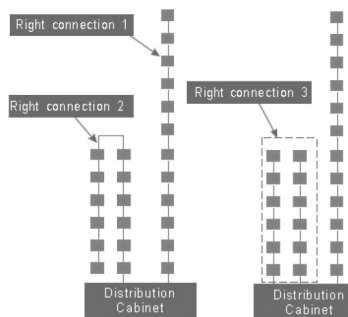 Right connection 1
Right connection 2
Right connection 3
Distribution
Cabinet
Distribution
Cabinet